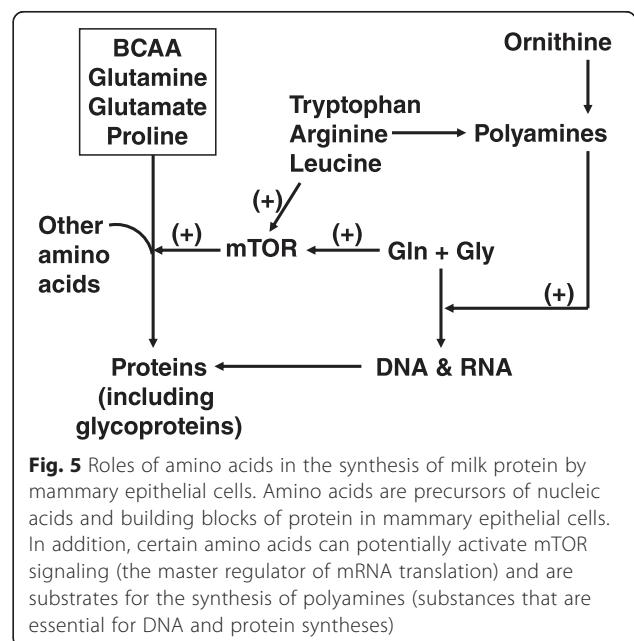 BCAA
Glutamine
Glutamate
Proline
Ornithine
Tryptophan
Arginine
Leucine
Polyamines
(+)
Other
amino
acids
(+)
mTOR
(+)
Gln + Gly
(+)
Proteins
(including
glycoproteins)
DNA & RNA
Fig. 5 Roles of amino acids in the synthesis of milk protein by
mammary epithelial cells. Amino acids are precursors of nucleic
acids and building blocks of protein in mammary epithelial cells.
In addition, certain amino acids can potentially activate mTOR
signaling (the master regulator of mRNA translation) and are
substrates for the synthesis of polyamines (substances that are
essential for DNA and protein syntheses)